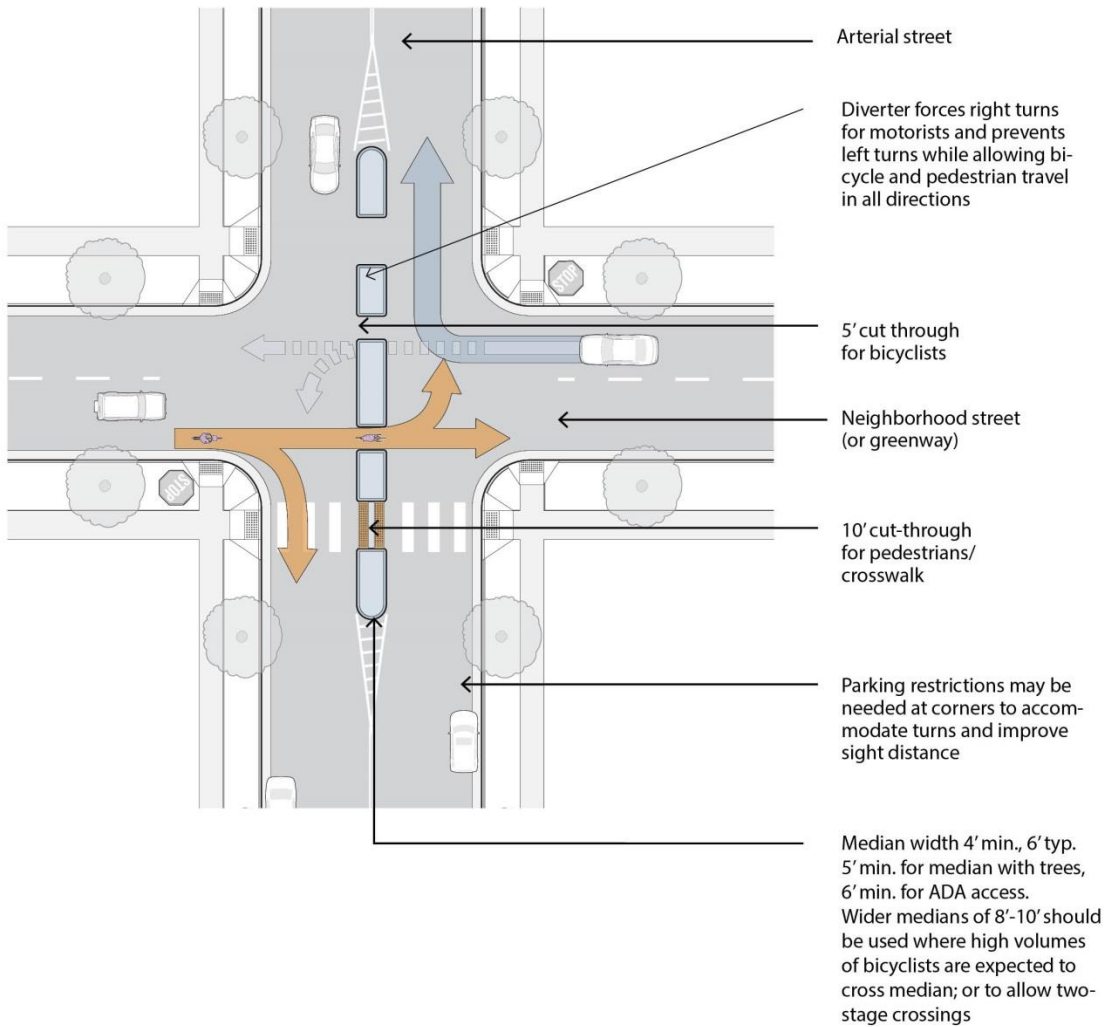 Arterial street
Diverter forces right turns
for motorists and prevents
left turns while allowing bi-
cycle and pedestrian travel
in all directions
STOP
5’ cut through
for bicyclists
Neighborhood street
(or greenway)
STOP
10’ cut-through
for pedestrians/
crosswalk
Parking restrictions may be
needed at corners to accom-
modate turns and improve
sight distance
Median width 4’ min., 6’ typ.
5’ min. for median with trees,
6’ min. for ADA access.
Wider medians of 8’-10’ should
be used where high volumes
of bicyclists are expected to
cross median; or to allow two-
stage crossings